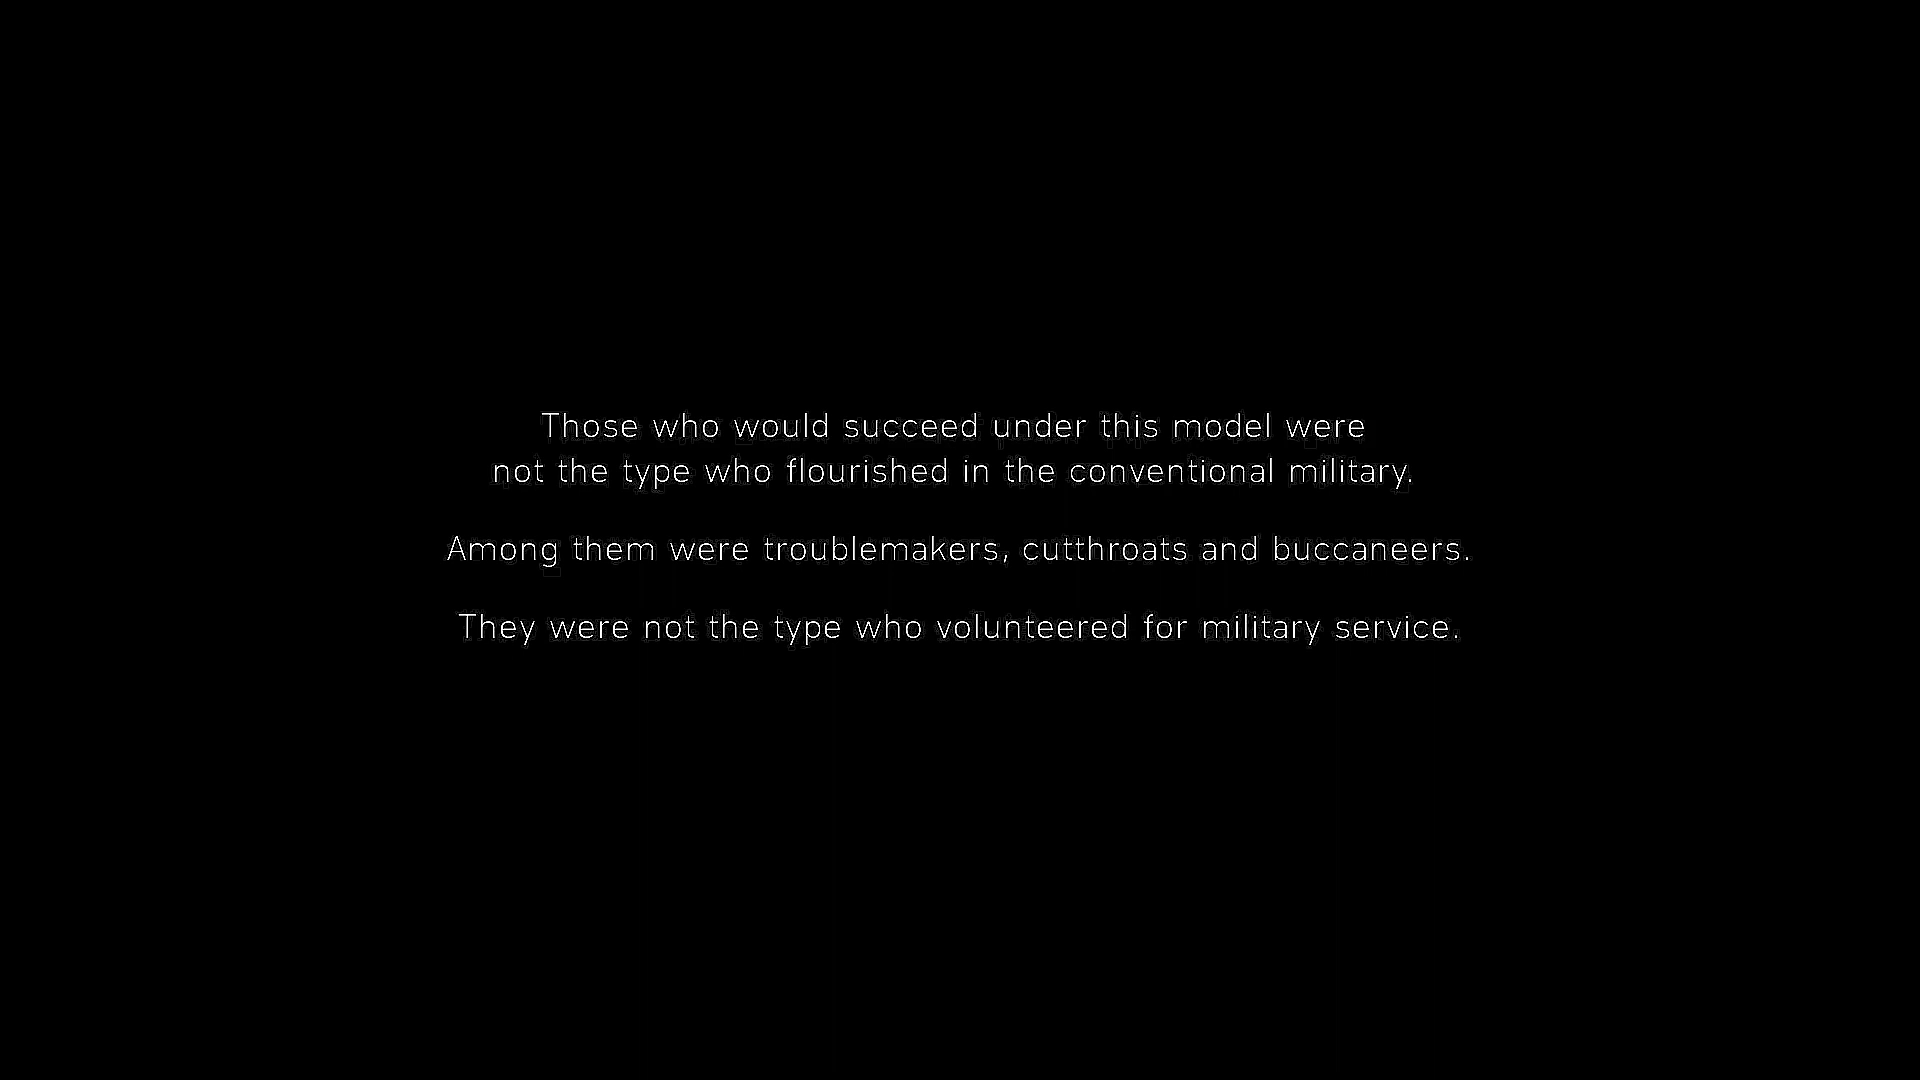 Those who would succeed under this model were
not the type who flourished in the conventional military.
Among them were troublemakers, cutthroats and buccaneers.
They were not the type who volunteered for military service.